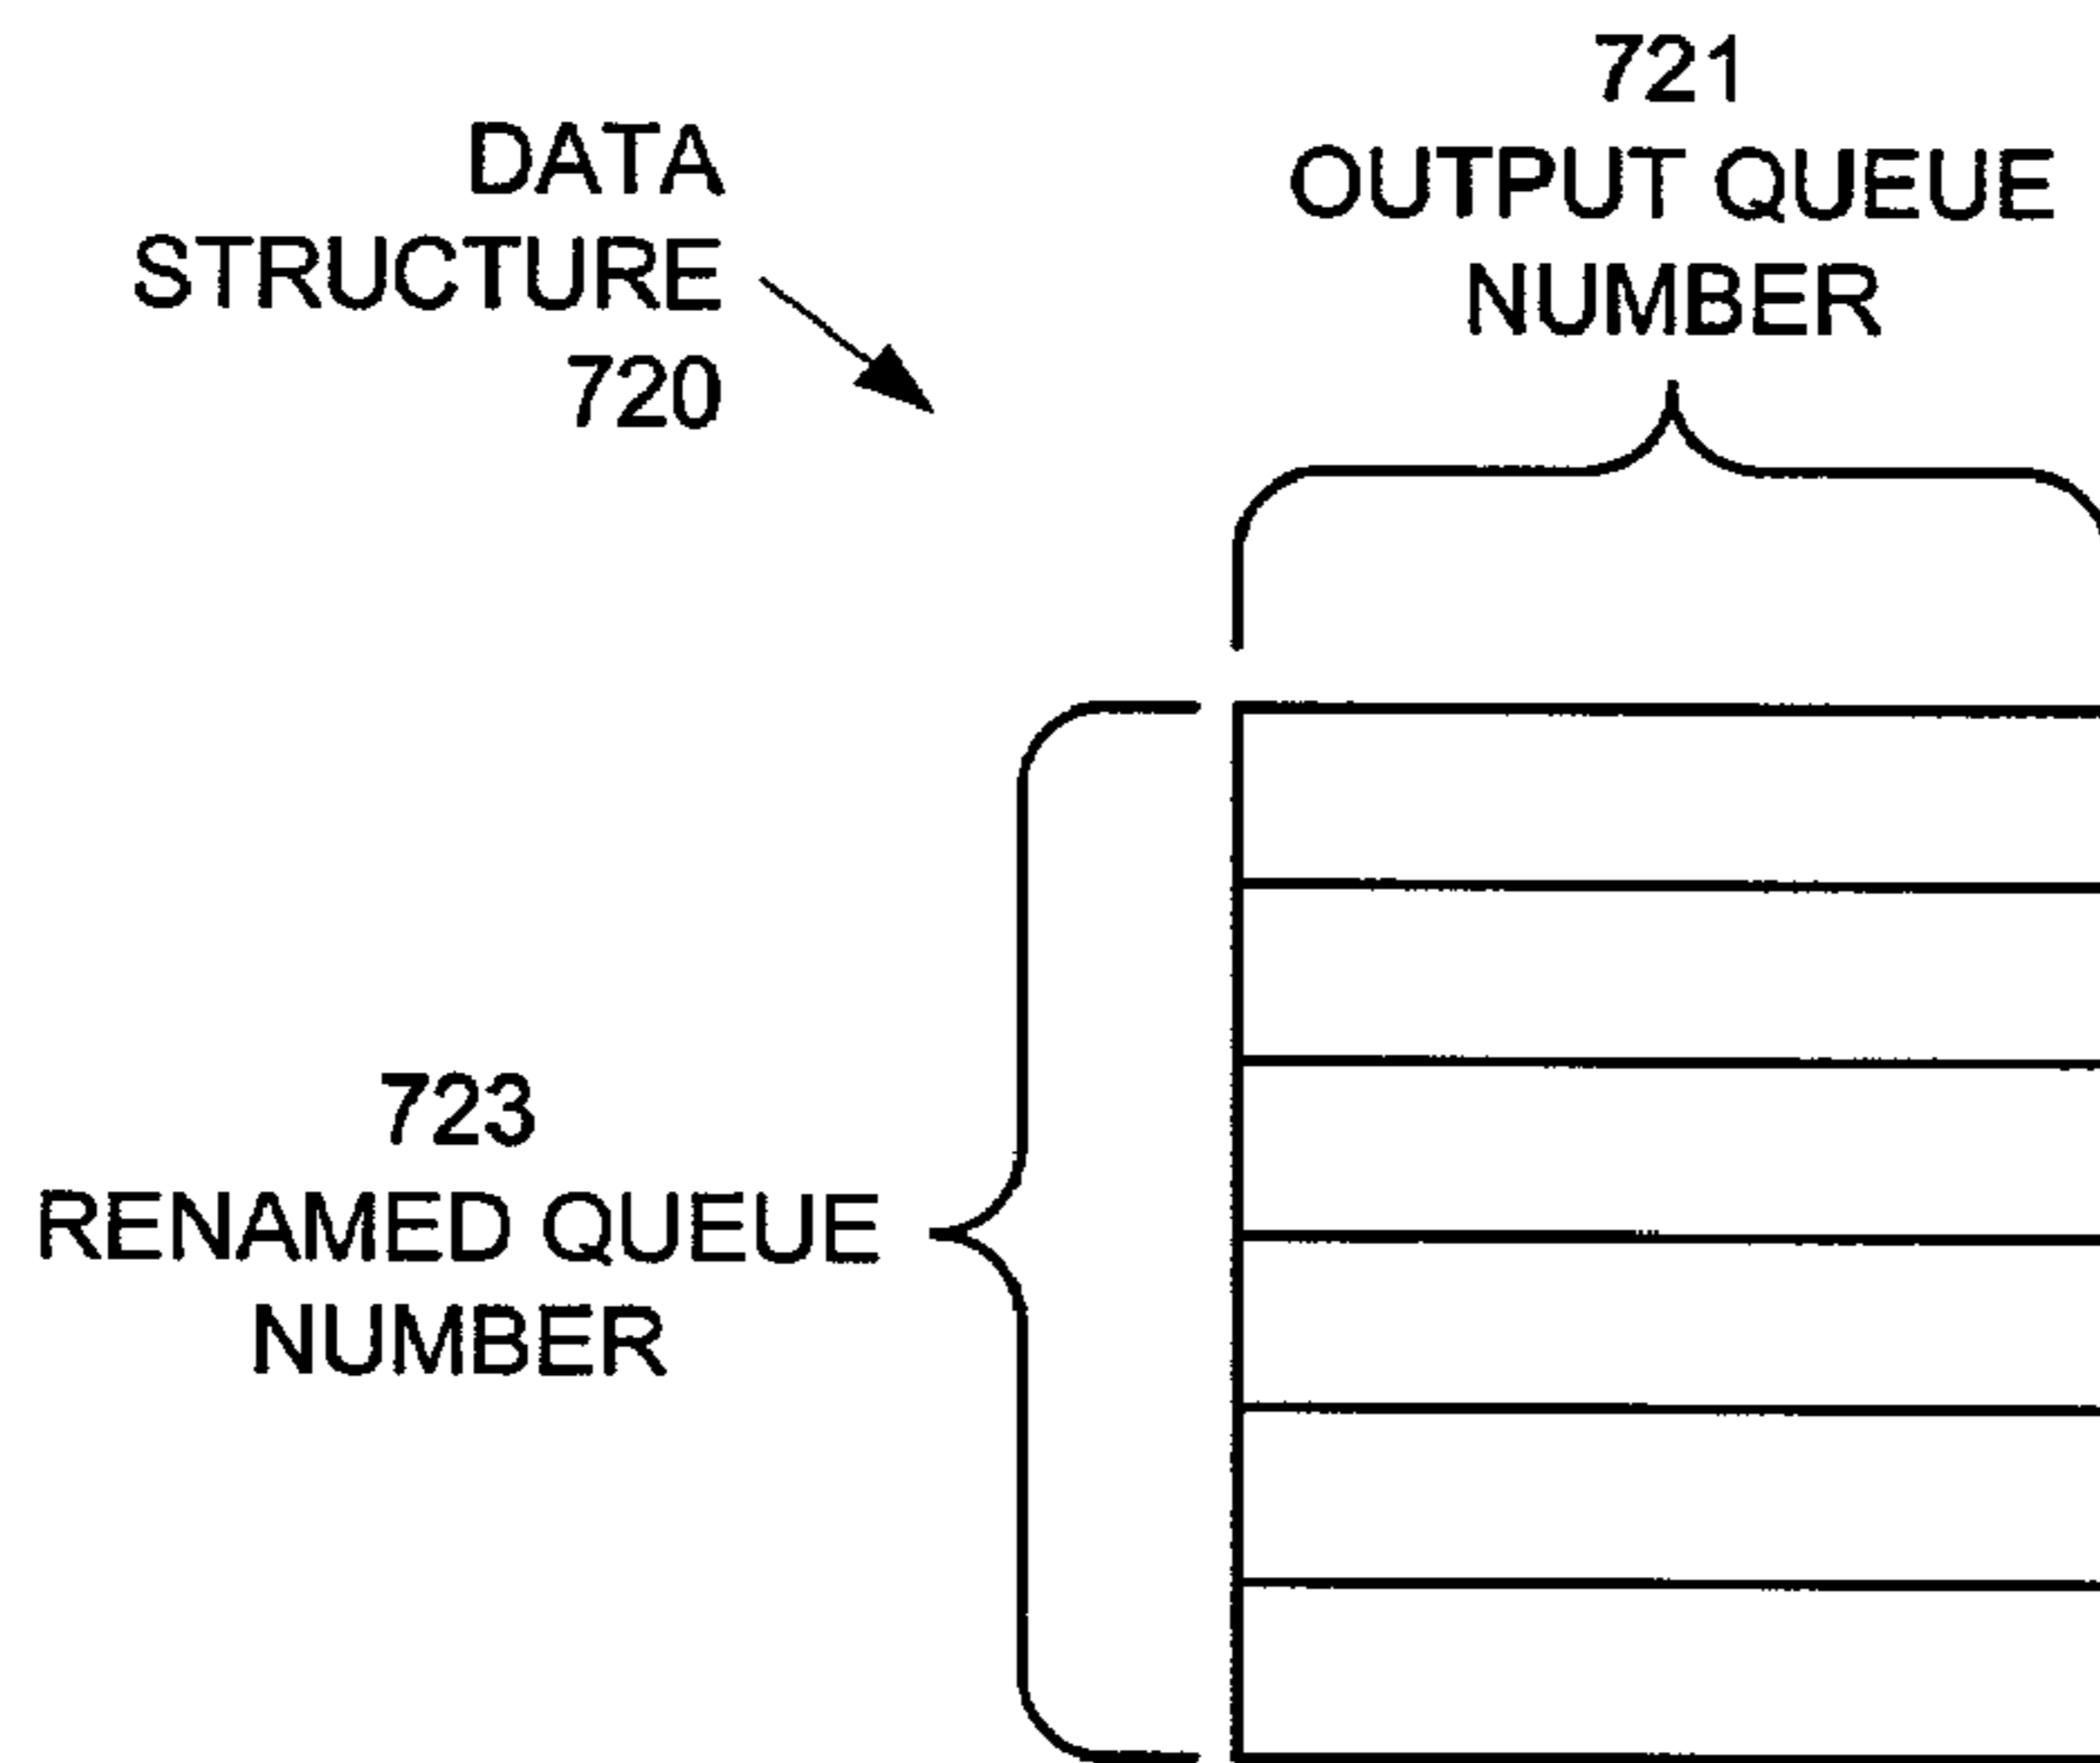 DATA
STRUCTURE
720
721
OUTPUT QUEUE
NUMBER
723
RENAMED QUEUE
NUMBER